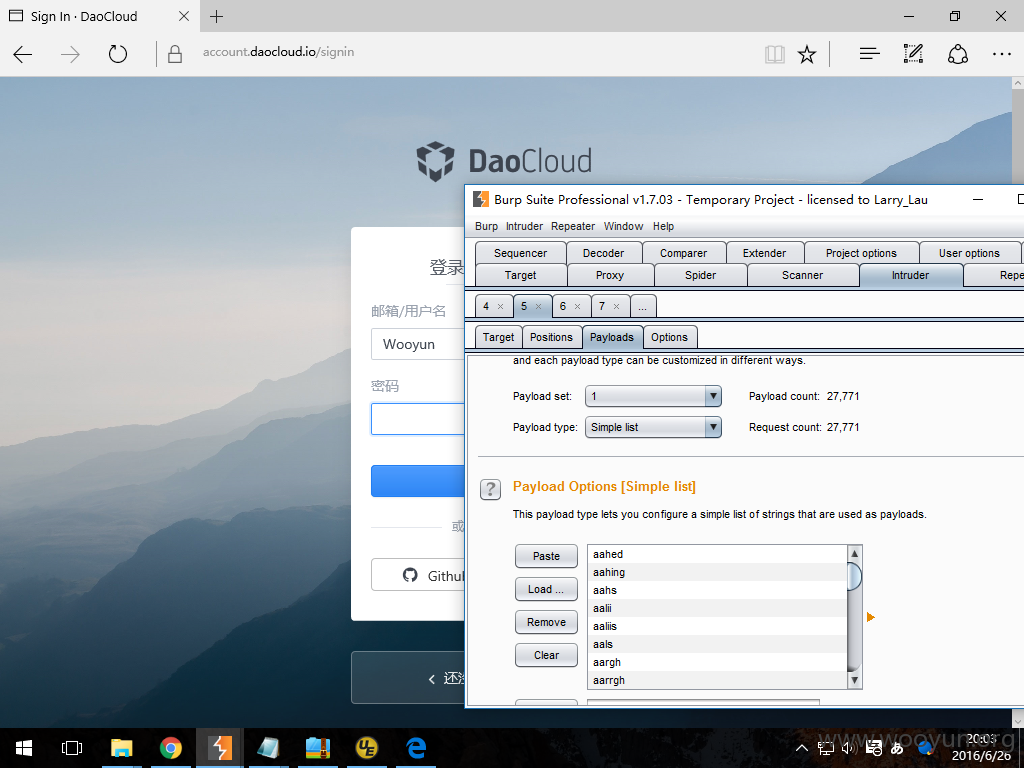 Sign In · DaoCloud
account.daocloud.io/signin
DaoCloud
登录
邮箱/用户名
Wooyun
密码
或
Github
还没
Burp Suite Professional v1.7.03 - Temporary Project - licensed to Larry_Lau
Burp Intruder Repeater Window Help
Sequencer Decoder Comparer Extender Project options User options
Target Proxy Spider Scanner Intruder Repe
4 5 6 7 ...
Target Positions Payloads Options
and each payload type can be customized in different ways.
Payload set: 1 Payload count: 27,771
Payload type: Simple list Request count: 27,771
? Payload Options [Simple list]
This payload type lets you configure a simple list of strings that are used as payloads.
Paste
Load ...
Remove
Clear
aahed
aahing
aahs
aalii
aaliis
aals
aargh
aarrgh
www.wooyun.org
20:03
2016/6/26